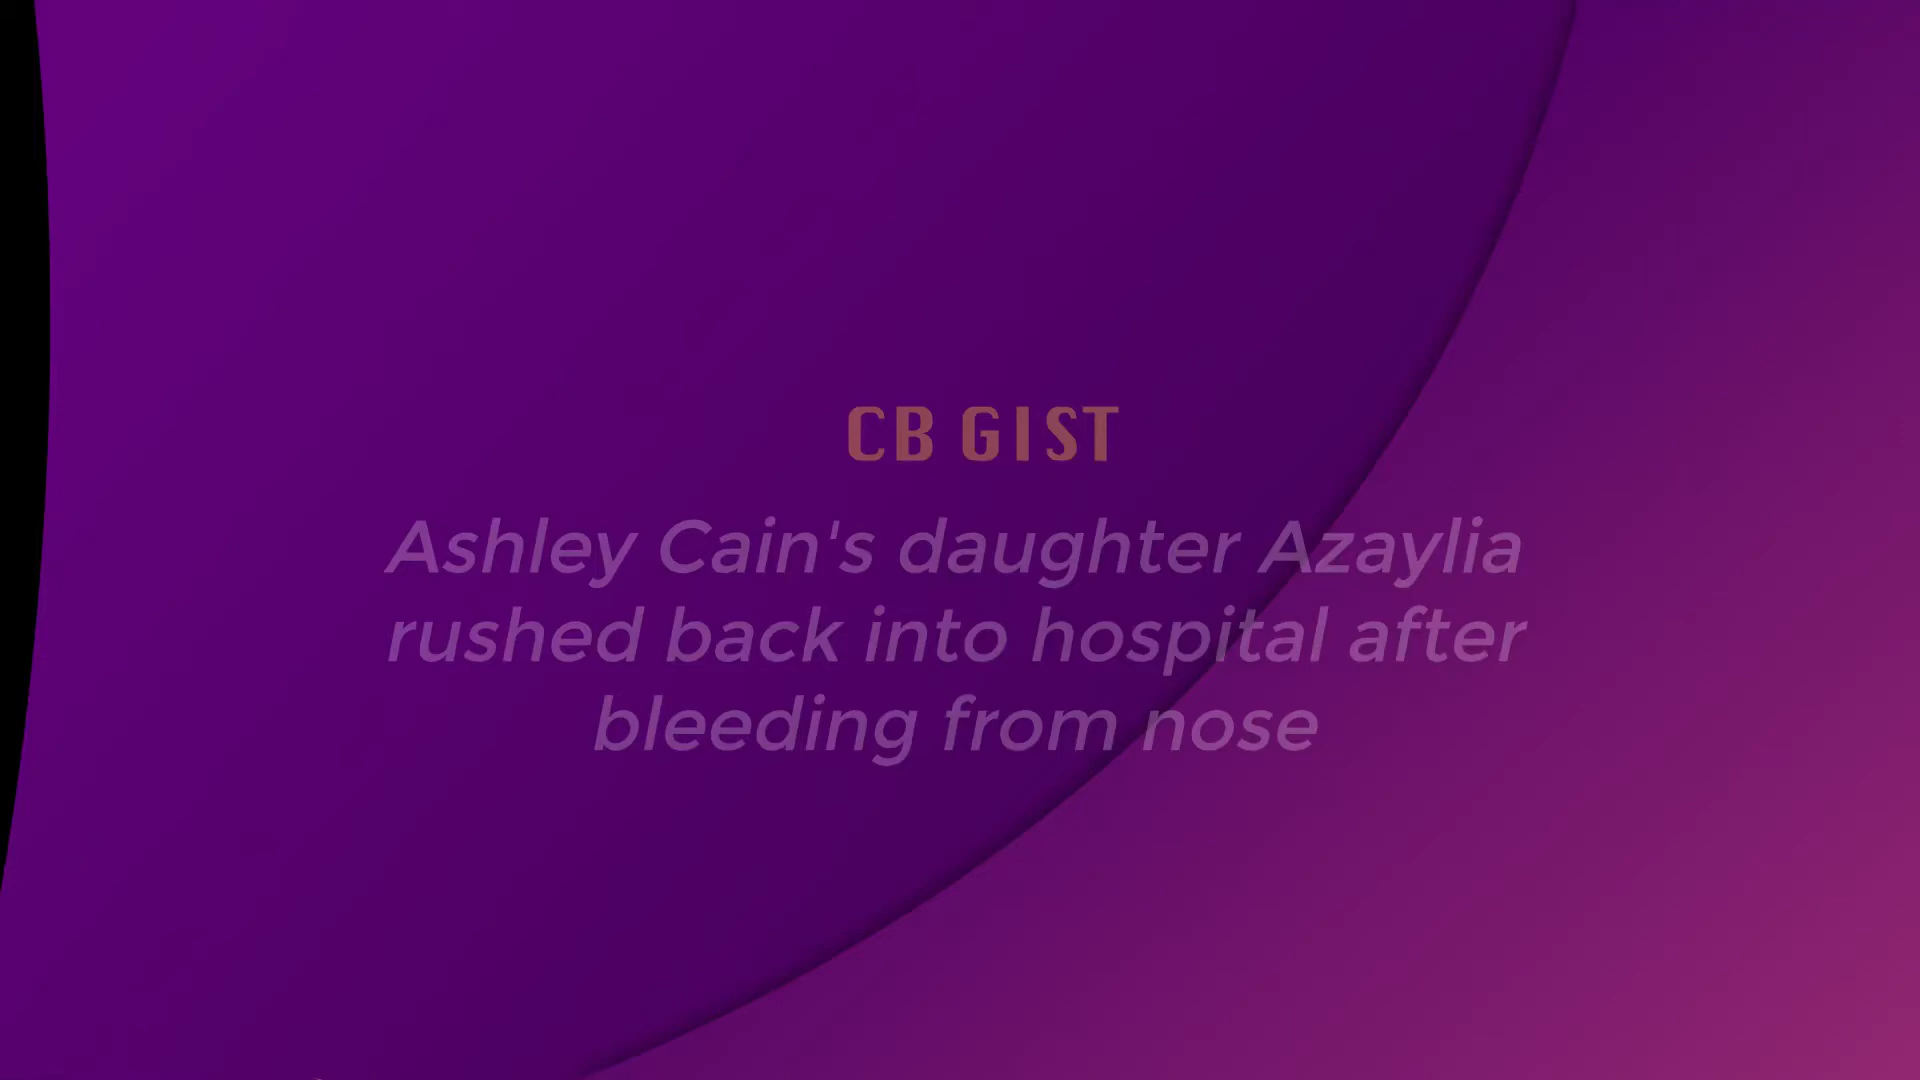 CB GIST
Ashley Cain's daughter Azaylia
rushed back into hospital after
bleeding from nose